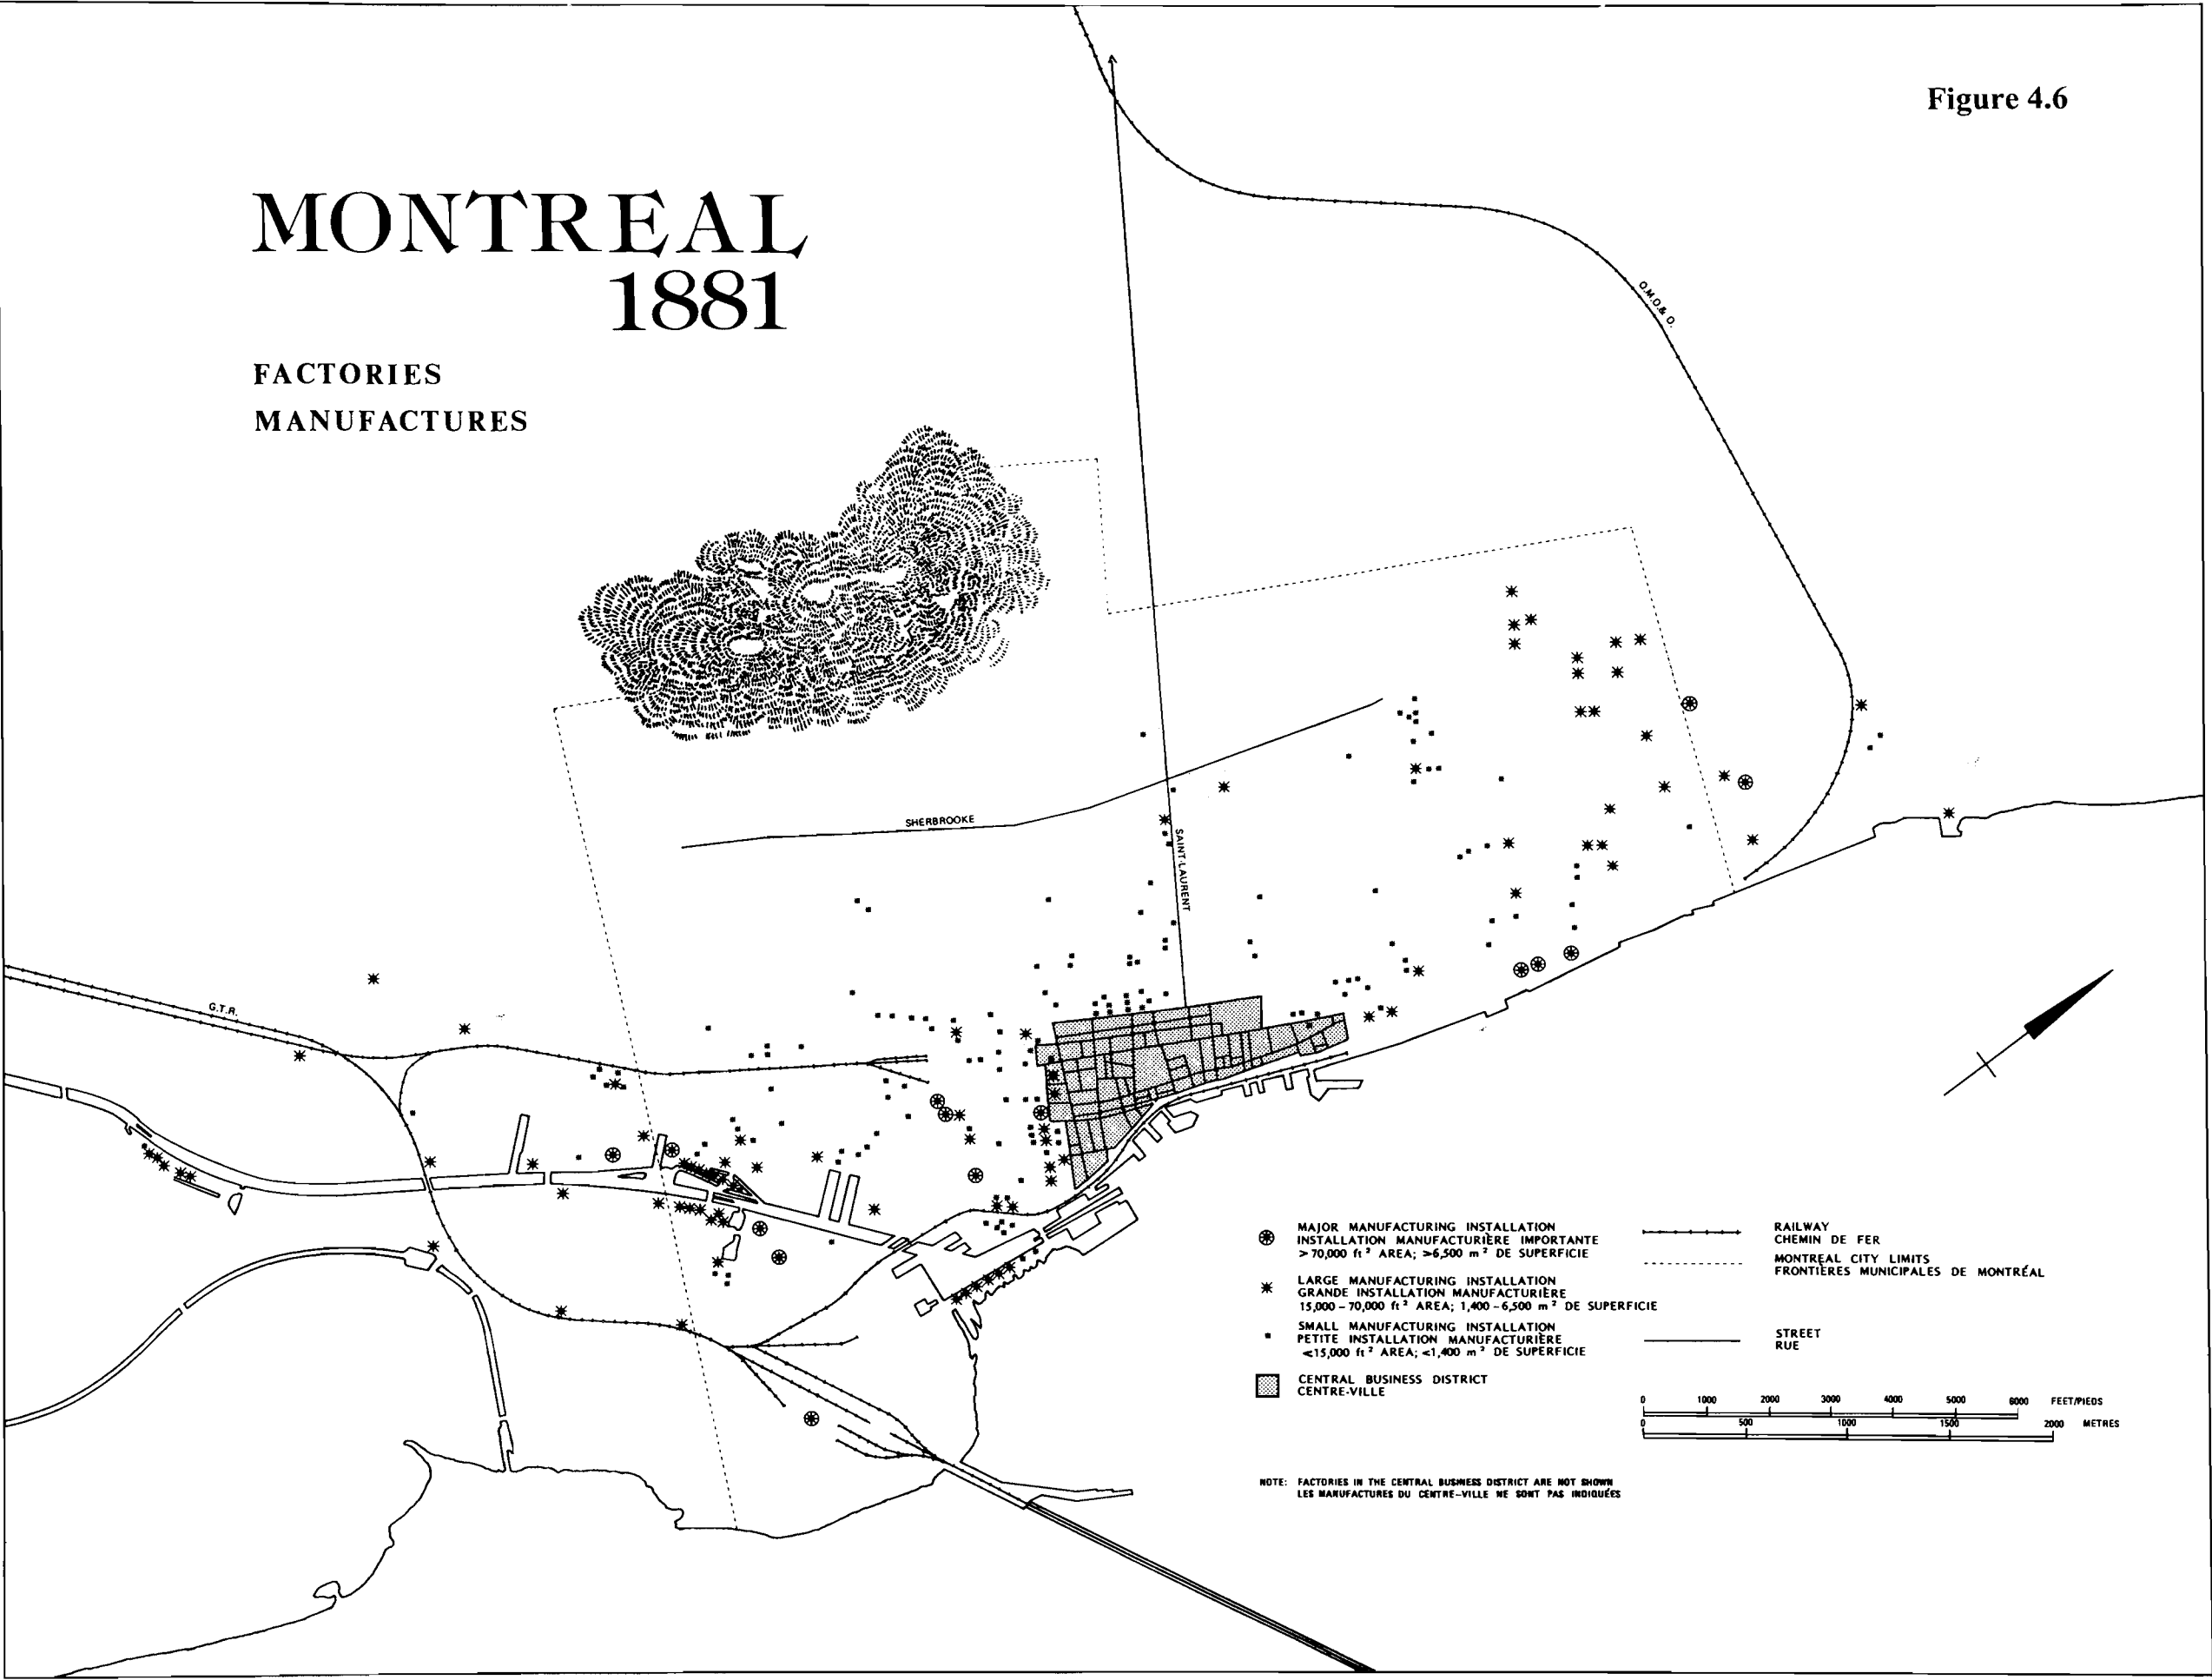 Figure 4.6
MONTREAL
1881
FACTORIES
MANUFACTURES
Q.M.O.& O.
SHERBROOKE
SAINT-LAURENT
G.T.R.
MAJOR MANUFACTURING INSTALLATION
INSTALLATION MANUFACTURIÈRE IMPORTANTE
>70,000 ft² AREA; >6,500 m² DE SUPERFICIE
LARGE MANUFACTURING INSTALLATION
GRANDE INSTALLATION MANUFACTURIÈRE
15,000 – 70,000 ft² AREA; 1,400 – 6,500 m² DE SUPERFICIE
SMALL MANUFACTURING INSTALLATION
PETITE INSTALLATION MANUFACTURIÈRE
<15,000 ft² AREA; <1,400 m² DE SUPERFICIE
CENTRAL BUSINESS DISTRICT
CENTRE-VILLE
RAILWAY
CHEMIN DE FER
MONTREAL CITY LIMITS
FRONTIÈRES MUNICIPALES DE MONTRÉAL
STREET
RUE
0 1000 2000 3000 4000 5000 6000 FEET/PIEDS
0 500 1000 1500 2000 METRES
NOTE: FACTORIES IN THE CENTRAL BUSINESS DISTRICT ARE NOT SHOWN
LES MANUFACTURES DU CENTRE-VILLE NE SONT PAS INDIQUÉES